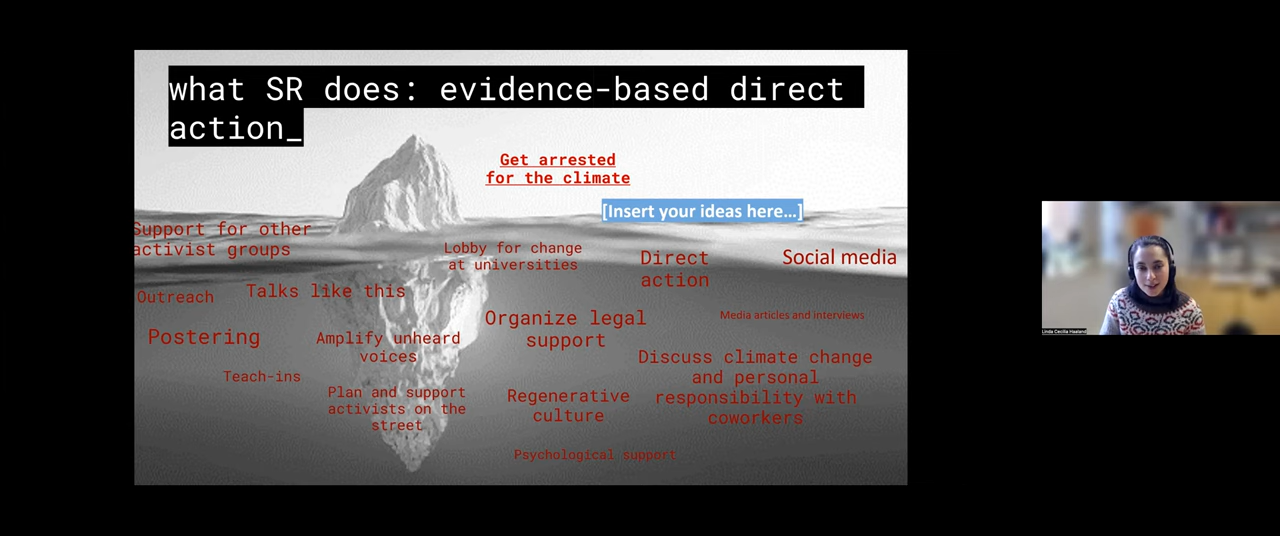 what SR does: evidence-based direct
action_
Get arrested
for the climate
[Insert your ideas here…]
Support for other
activist groups
Lobby for change
at universities
Direct
action
Social media
Outreach
Talks like this
Organize legal
support
Media articles and interviews
Postering
Amplify unheard
voices
Discuss climate change
and personal
responsibility with
coworkers
Teach-ins
Plan and support
activists on the
street
Regenerative
culture
Psychological support
Linda Cecilia Haaland